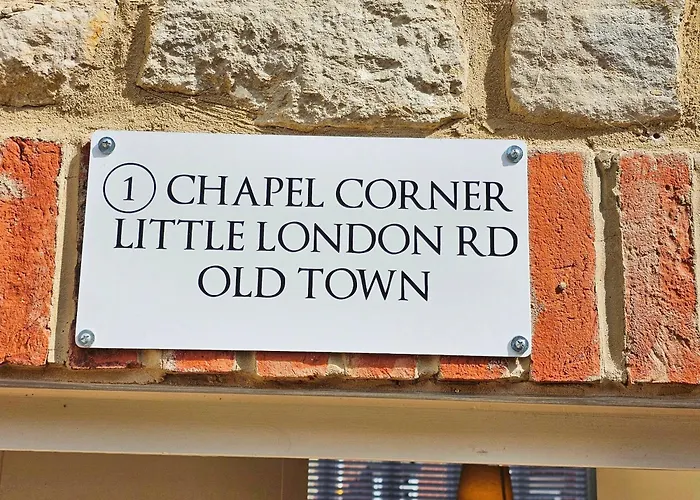 1 CHAPEL CORNER
LITTLE LONDON RD
OLD TOWN